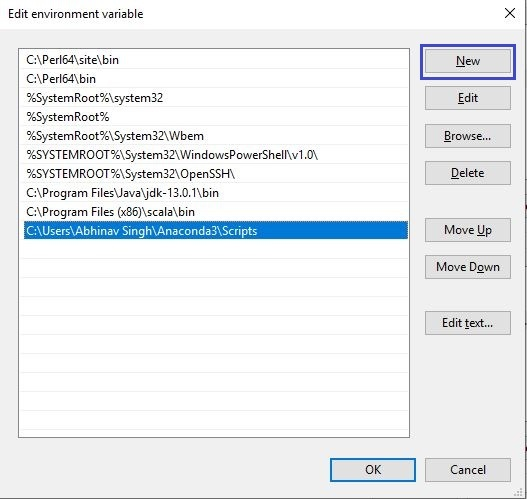 Edit environment variable
C:\Perl64\site\bin
C:\Perl64\bin
%SystemRoot%\system32
%SystemRoot%
%SystemRoot%\System32\Wbem
%SYSTEMROOT%\System32\WindowsPowerShell\v1.0\
%SYSTEMROOT%\System32\OpenSSH\
C:\Program Files\Java\jdk-13.0.1\bin
C:\Program Files (x86)\scala\bin
C:\Users\Abhinav Singh\Anaconda3\Scripts
New
Edit
Browse...
Delete
Move Up
Move Down
Edit text...
OK
Cancel